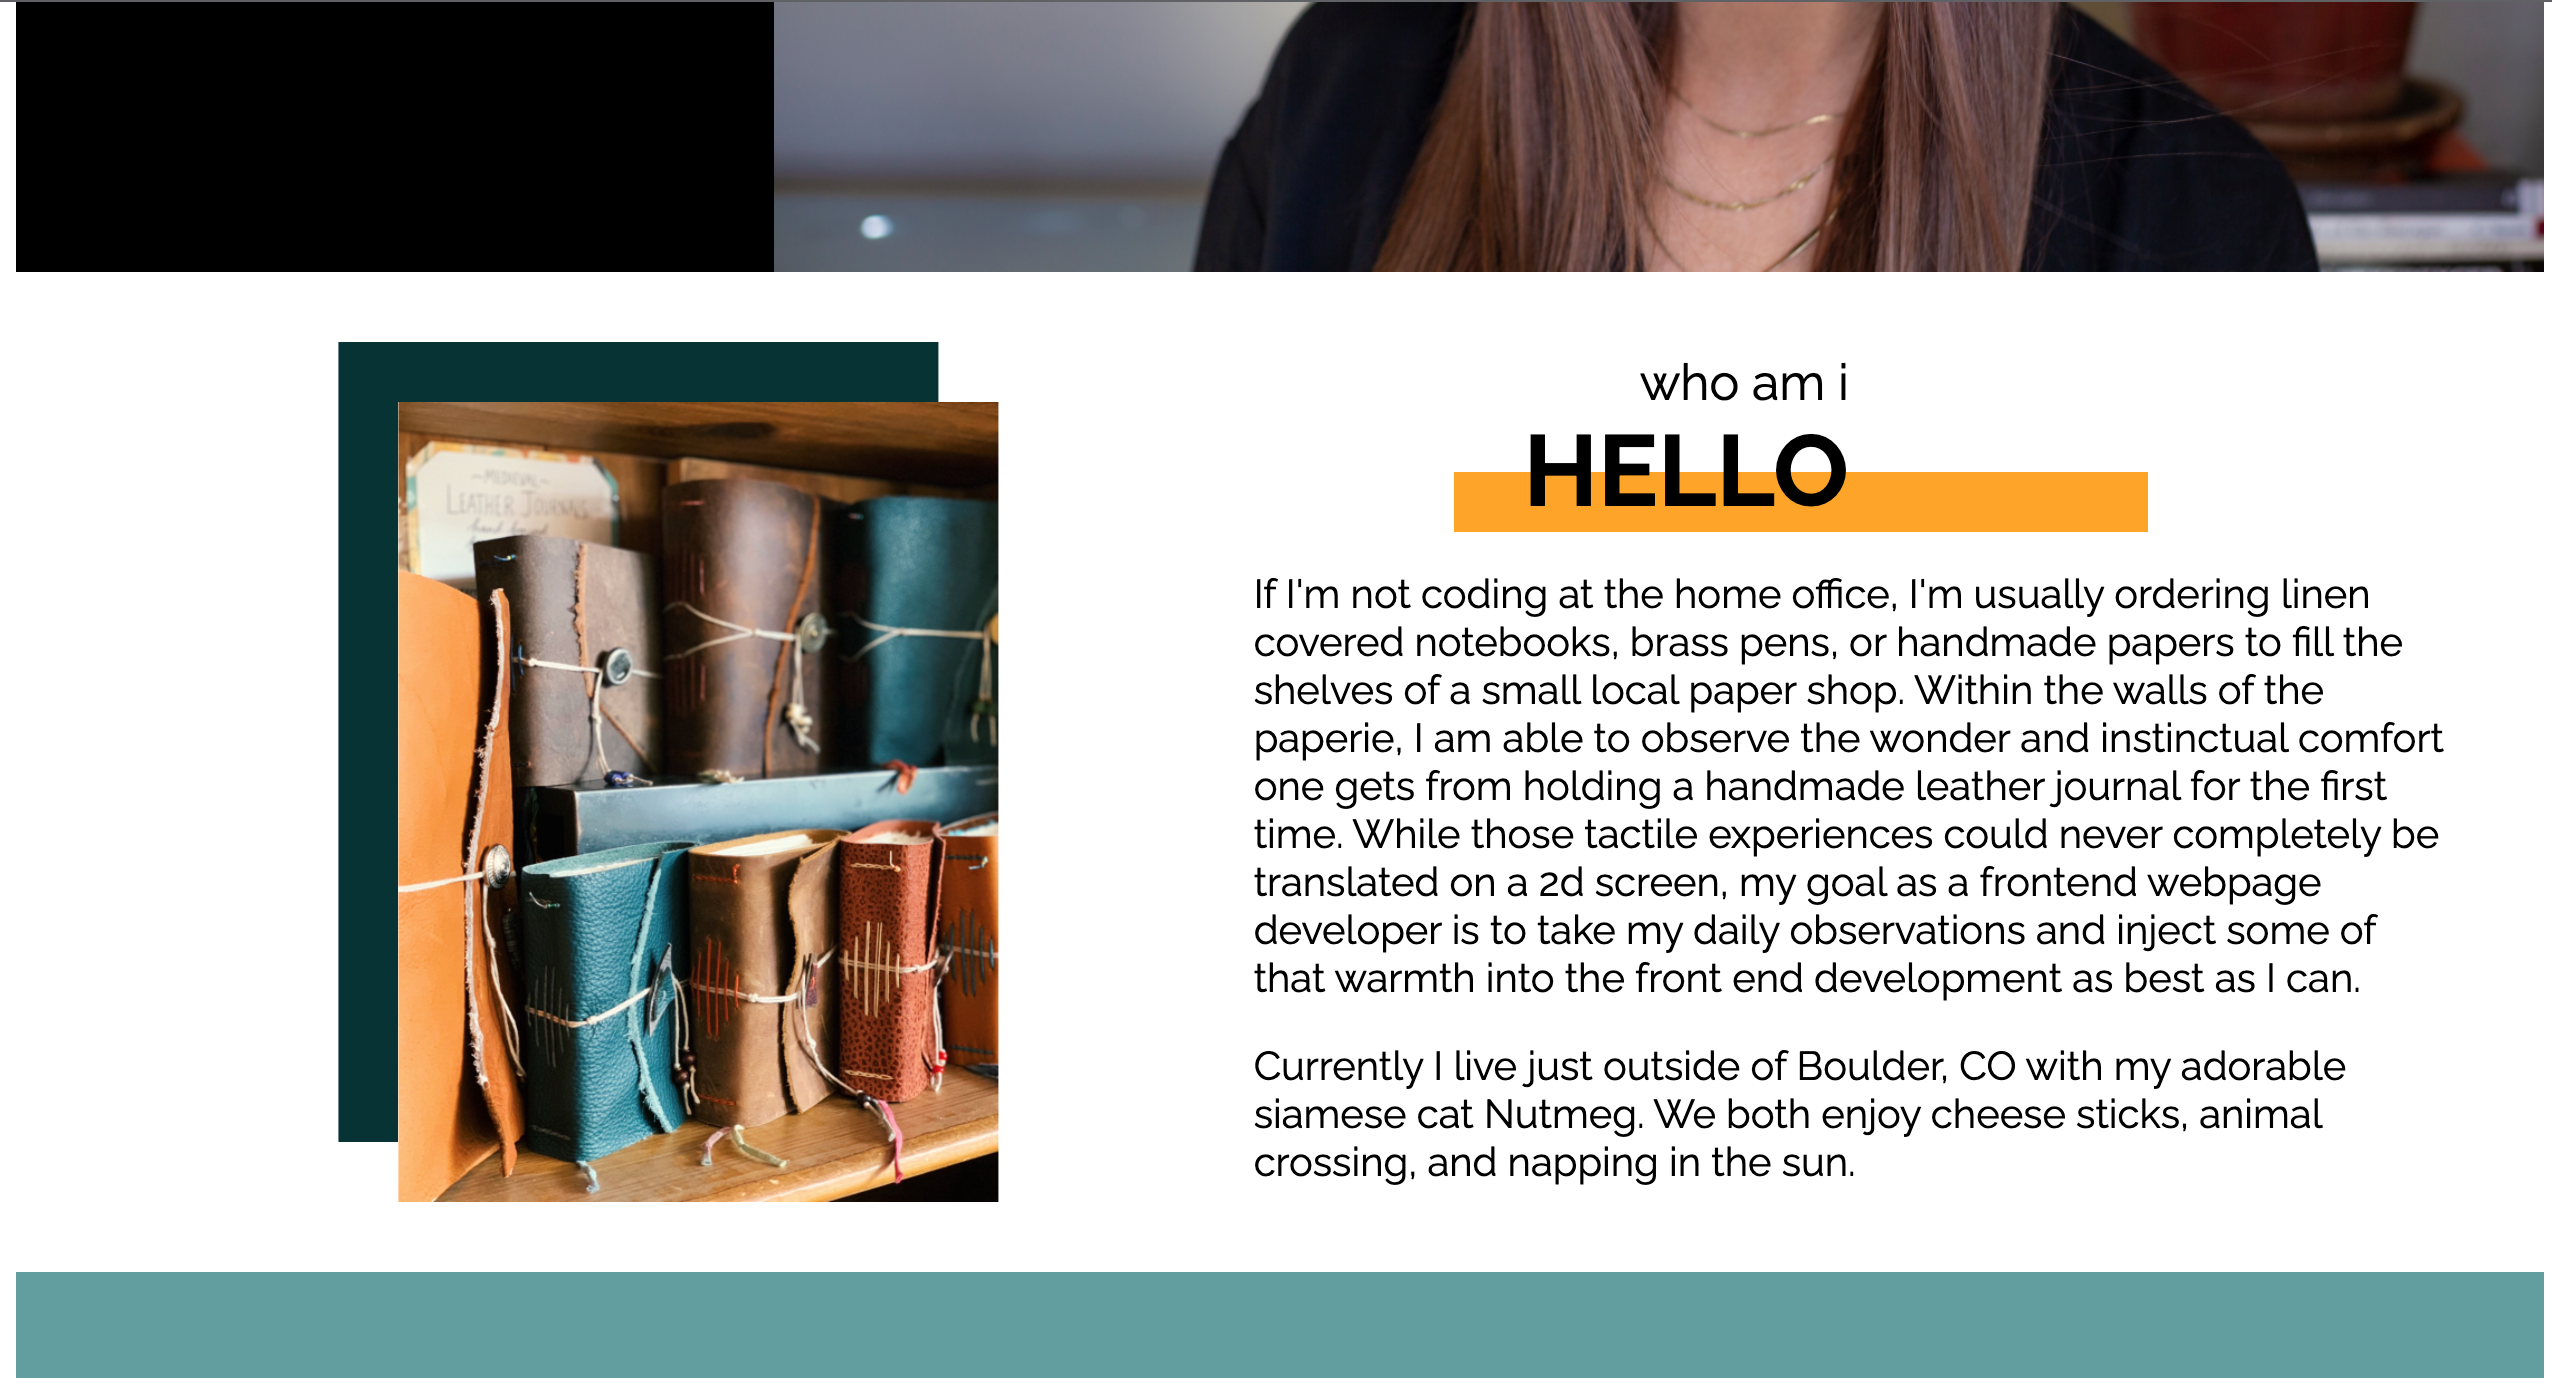 who am i
HELLO
~MEDIEVAL~
LEATHER JOURNALS
hand bound
If I'm not coding at the home office, I'm usually ordering linen
covered notebooks, brass pens, or handmade papers to fill the
shelves of a small local paper shop. Within the walls of the
paperie, I am able to observe the wonder and instinctual comfort
one gets from holding a handmade leather journal for the first
time. While those tactile experiences could never completely be
translated on a 2d screen, my goal as a frontend webpage
developer is to take my daily observations and inject some of
that warmth into the front end development as best as I can.
Currently I live just outside of Boulder, CO with my adorable
siamese cat Nutmeg. We both enjoy cheese sticks, animal
crossing, and napping in the sun.